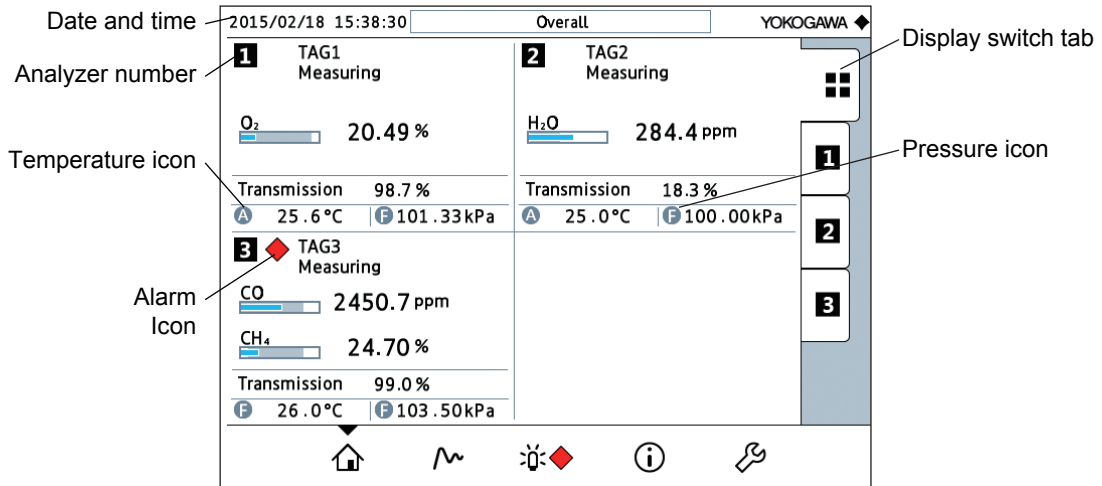 Date and time
2015/02/18 15:38:30
Overall
YOKOGAWA
Display switch tab
Analyzer number
1
TAG1
Measuring
O₂
20.49 %
Transmission 98.7 %
A 25.6°C F 101.33kPa
2
TAG2
Measuring
H₂O
284.4 ppm
Transmission 18.3 %
A 25.0°C F 100.00kPa
Temperature icon
Pressure icon
3
TAG3
Measuring
CO
2450.7 ppm
CH₄
24.70 %
Transmission 99.0 %
F 26.0°C F 103.50kPa
Alarm
Icon
1
2
3
i